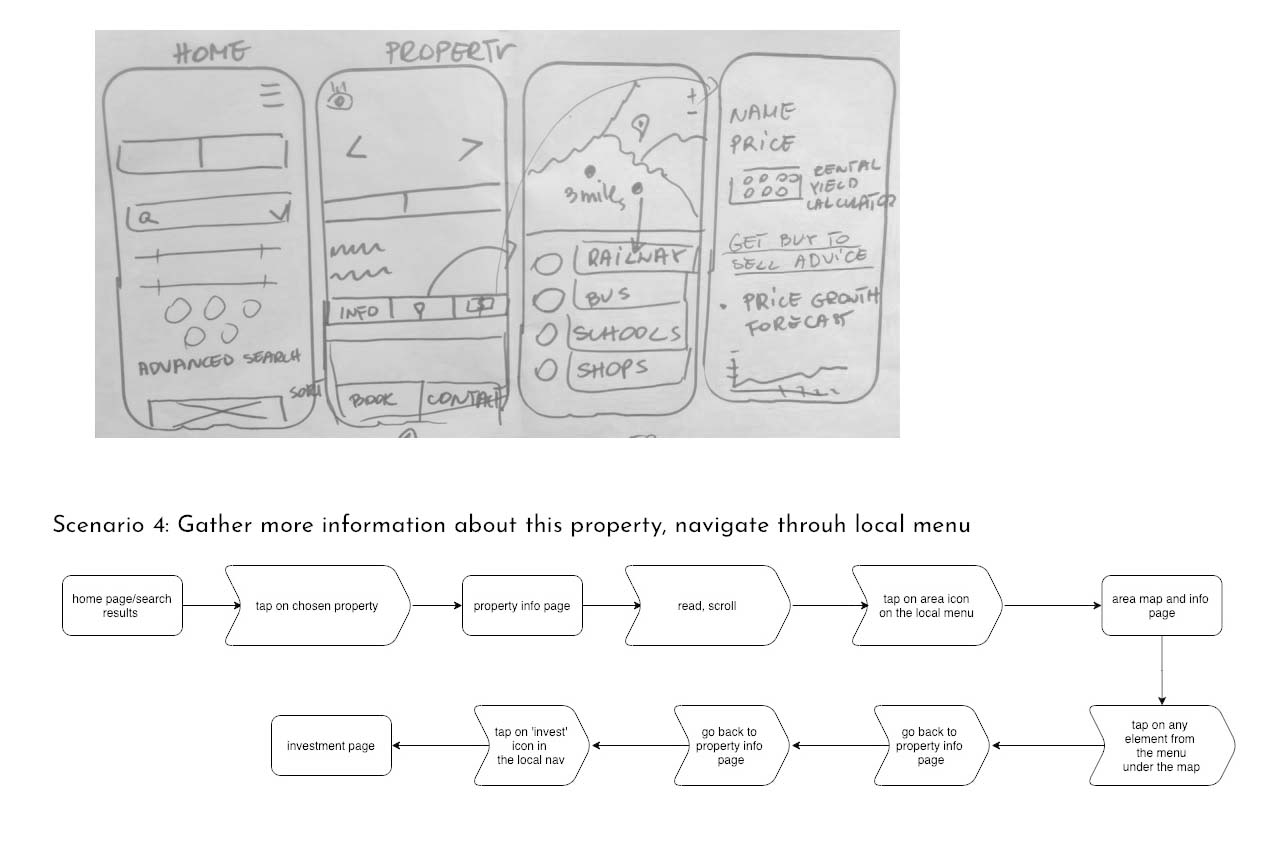 HOME
PROPERTY
INFO
ADVANCED SEARCH
SORT
BOOK
CONTACT
+
-
3 miles
RAILWAY
BUS
SCHOOLS
SHOPS
NAME
PRICE
RENTAL
YIELD
CALCULATOR
GET BUY TO
SELL ADVICE
• PRICE GROWTH
FORECAST
Scenario 4: Gather more information about this property, navigate throuh local menu
home page/search
results
tap on chosen property
property info page
read, scroll
tap on area icon
on the local menu
area map and info
page
tap on any
element from
the menu
under the map
go back to
property info
page
go back to
property info
page
tap on 'invest'
icon in
the local nav
investment page